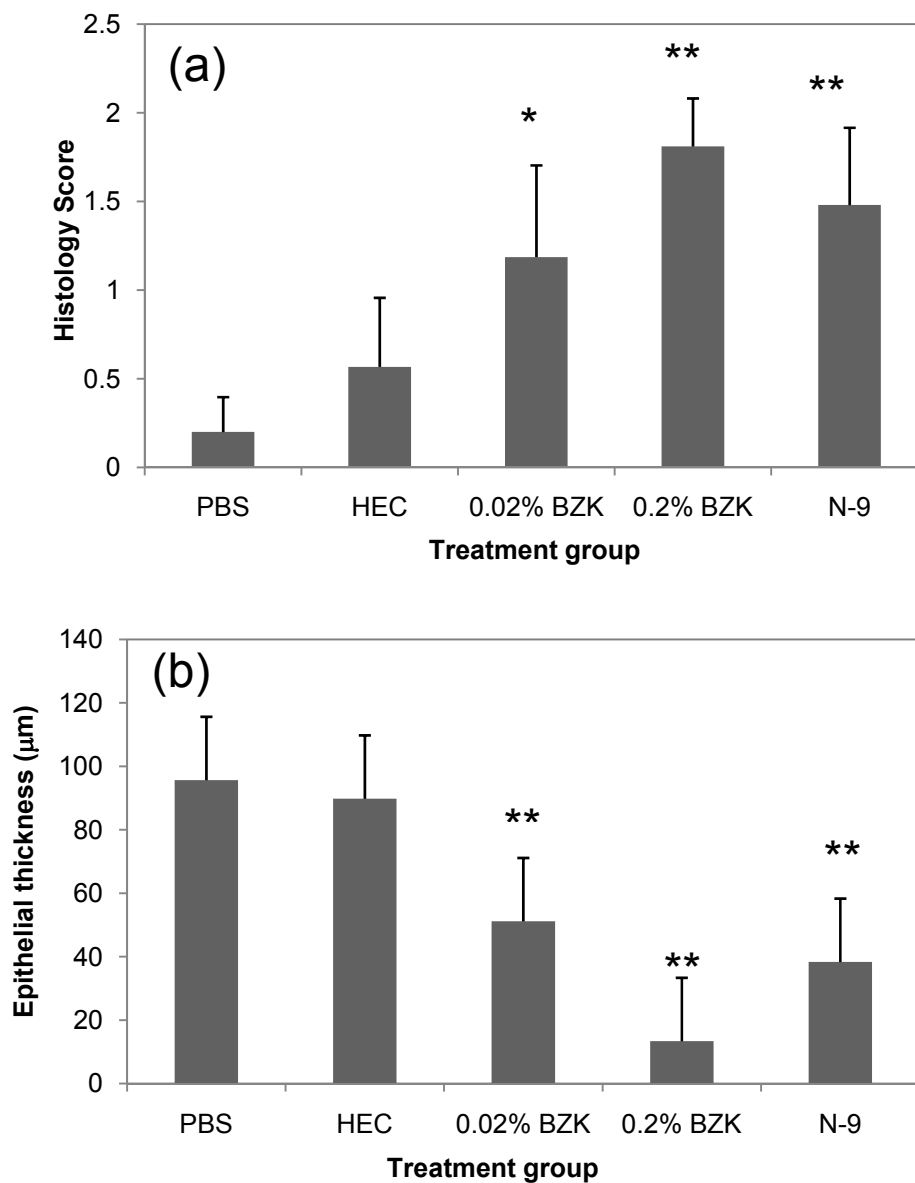 (a)
Histology Score
2.5
2
1.5
1
0.5
0
*
**
**
PBS HEC 0.02% BZK 0.2% BZK N-9
Treatment group
(b)
Epithelial thickness (μm)
140
120
100
80
60
40
20
0
**
**
**
PBS HEC 0.02% BZK 0.2% BZK N-9
Treatment group